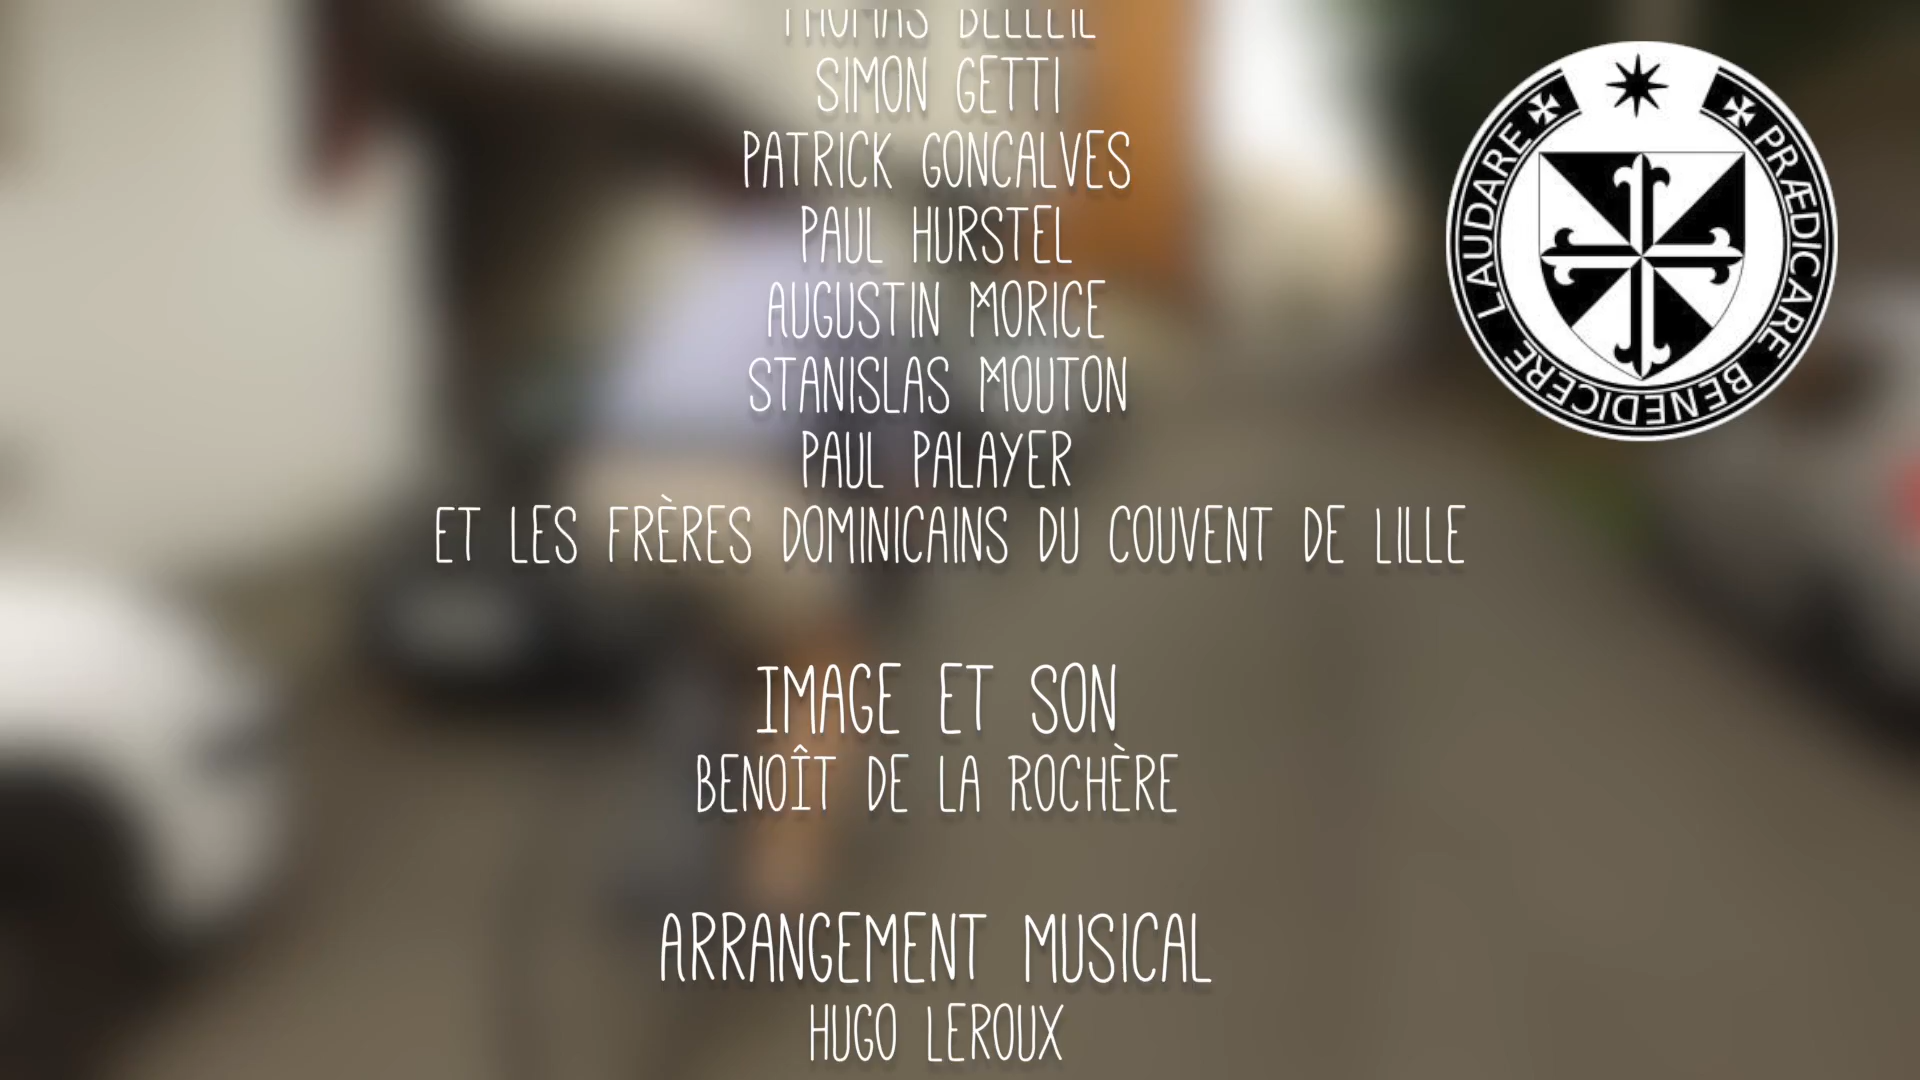 THOMAS
SIMON GETTI
PATRICK GONCALVES
PAUL HURSTEL
AUGUSTIN MORICE
STANISLAS MOUTON
PAUL PALAYER
ET LES FRÈRES DOMINICAINS DU COUVENT DE LILLE
IMAGE ET SON
BENOÎT DE LA ROCHÈRE
ARRANGEMENT MUSICAL
HUGO LEROUX
LAUDARE PRÆDICARE BENEDICERE